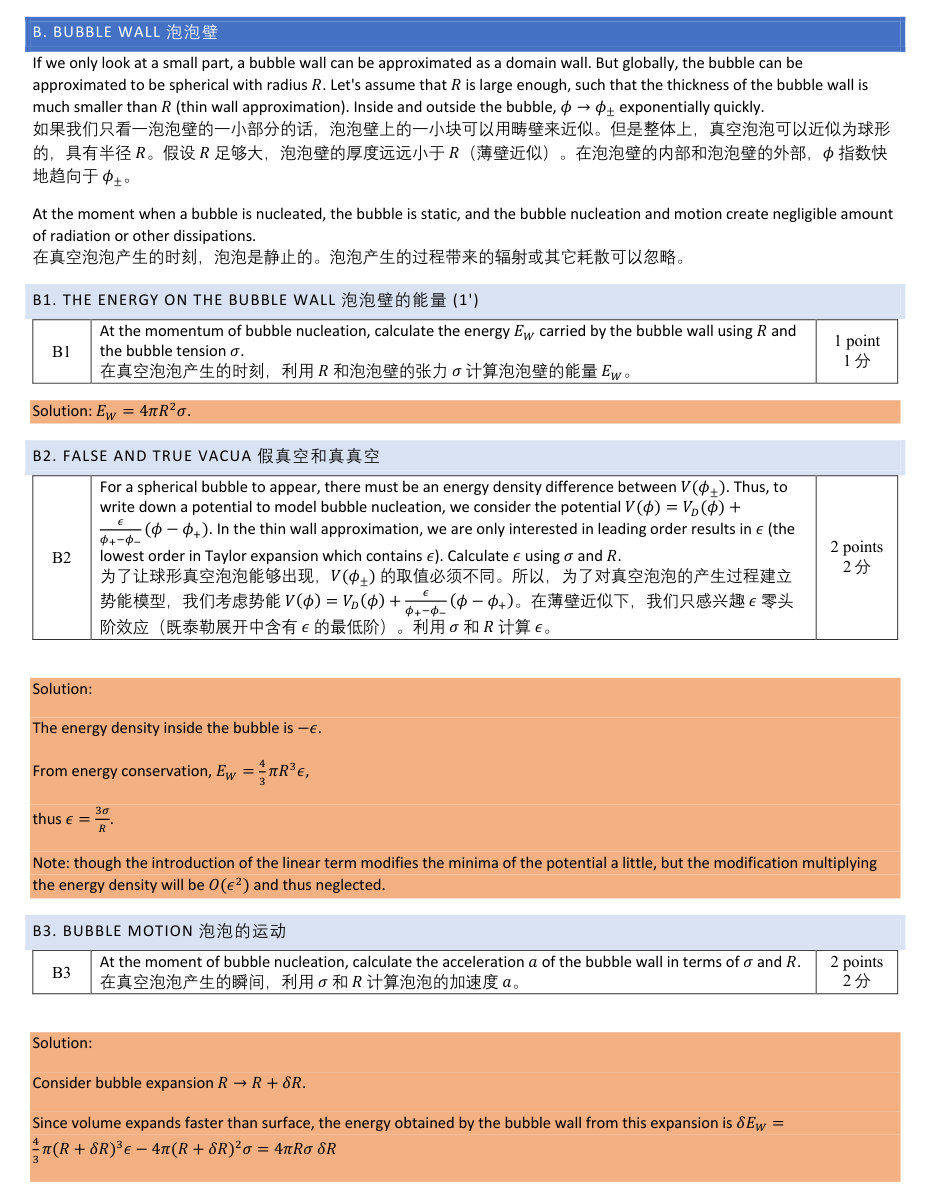 B. BUBBLE WALL 泡泡壁
If we only look at a small part, a bubble wall can be approximated as a domain wall. But globally, the bubble can be
approximated to be spherical with radius R. Let's assume that R is large enough, such that the thickness of the bubble wall is
much smaller than R (thin wall approximation). Inside and outside the bubble, ϕ → ϕ± exponentially quickly.
如果我们只看一泡泡壁的一小部分的话，泡泡壁上的一小块可以用畴壁来近似。但是整体上，真空泡泡可以近似为球形
的，具有半径 R。假设 R 足够大，泡泡壁的厚度远远小于 R（薄壁近似）。在泡泡壁的内部和泡泡壁的外部，ϕ 指数快
地趋向于 ϕ±。
At the moment when a bubble is nucleated, the bubble is static, and the bubble nucleation and motion create negligible amount
of radiation or other dissipations.
在真空泡泡产生的时刻，泡泡是静止的。泡泡产生的过程带来的辐射或其它耗散可以忽略。
B1. THE ENERGY ON THE BUBBLE WALL 泡泡壁的能量 (1')
B1
At the momentum of bubble nucleation, calculate the energy E_W carried by the bubble wall using R and
the bubble tension σ.
在真空泡泡产生的时刻，利用 R 和泡泡壁的张力 σ 计算泡泡壁的能量 E_W。
1 point
1 分
Solution: E_W = 4πR²σ.
B2. FALSE AND TRUE VACUA 假真空和真真空
B2
For a spherical bubble to appear, there must be an energy density difference between V(ϕ±). Thus, to
write down a potential to model bubble nucleation, we consider the potential V(ϕ) = V_D(ϕ) +
ϵ/(ϕ₊−ϕ₋) (ϕ − ϕ₊). In the thin wall approximation, we are only interested in leading order results in ϵ (the
lowest order in Taylor expansion which contains ϵ). Calculate ϵ using σ and R.
为了让球形真空泡泡能够出现，V(ϕ±) 的取值必须不同。所以，为了对真空泡泡的产生过程建立
势能模型，我们考虑势能 V(ϕ) = V_D(ϕ) + ϵ/(ϕ₊−ϕ₋) (ϕ − ϕ₊)。在薄壁近似下，我们只感兴趣 ϵ 零头
阶效应（既泰勒展开中含有 ϵ 的最低阶）。利用 σ 和 R 计算 ϵ。
2 points
2 分
Solution:
The energy density inside the bubble is −ϵ.
From energy conservation, E_W = 4/3 πR³ϵ,
thus ϵ = 3σ/R.
Note: though the introduction of the linear term modifies the minima of the potential a little, but the modification multiplying
the energy density will be O(ϵ²) and thus neglected.
B3. BUBBLE MOTION 泡泡的运动
B3
At the moment of bubble nucleation, calculate the acceleration a of the bubble wall in terms of σ and R.
在真空泡泡产生的瞬间，利用 σ 和 R 计算泡泡的加速度 a。
2 points
2 分
Solution:
Consider bubble expansion R → R + δR.
Since volume expands faster than surface, the energy obtained by the bubble wall from this expansion is δE_W =
4/3 π(R + δR)³ϵ − 4π(R + δR)²σ = 4πRσ δR